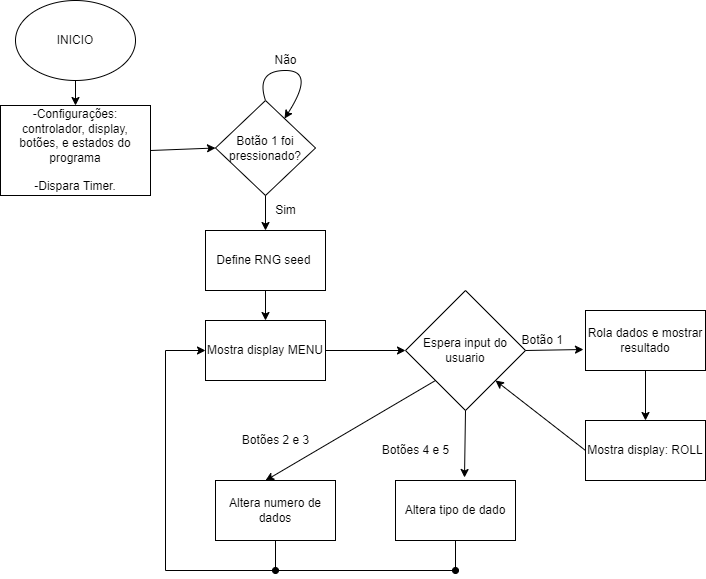 INICIO
-Configurações:
controlador, display,
botões, e estados do
programa
-Dispara Timer.
Não
Botão 1 foi
pressionado?
Sim
Define RNG seed
Mostra display MENU
Espera input do
usuario
Botão 1
Rola dados e mostrar
resultado
Mostra display: ROLL
Botões 2 e 3
Botões 4 e 5
Altera numero de
dados
Altera tipo de dado